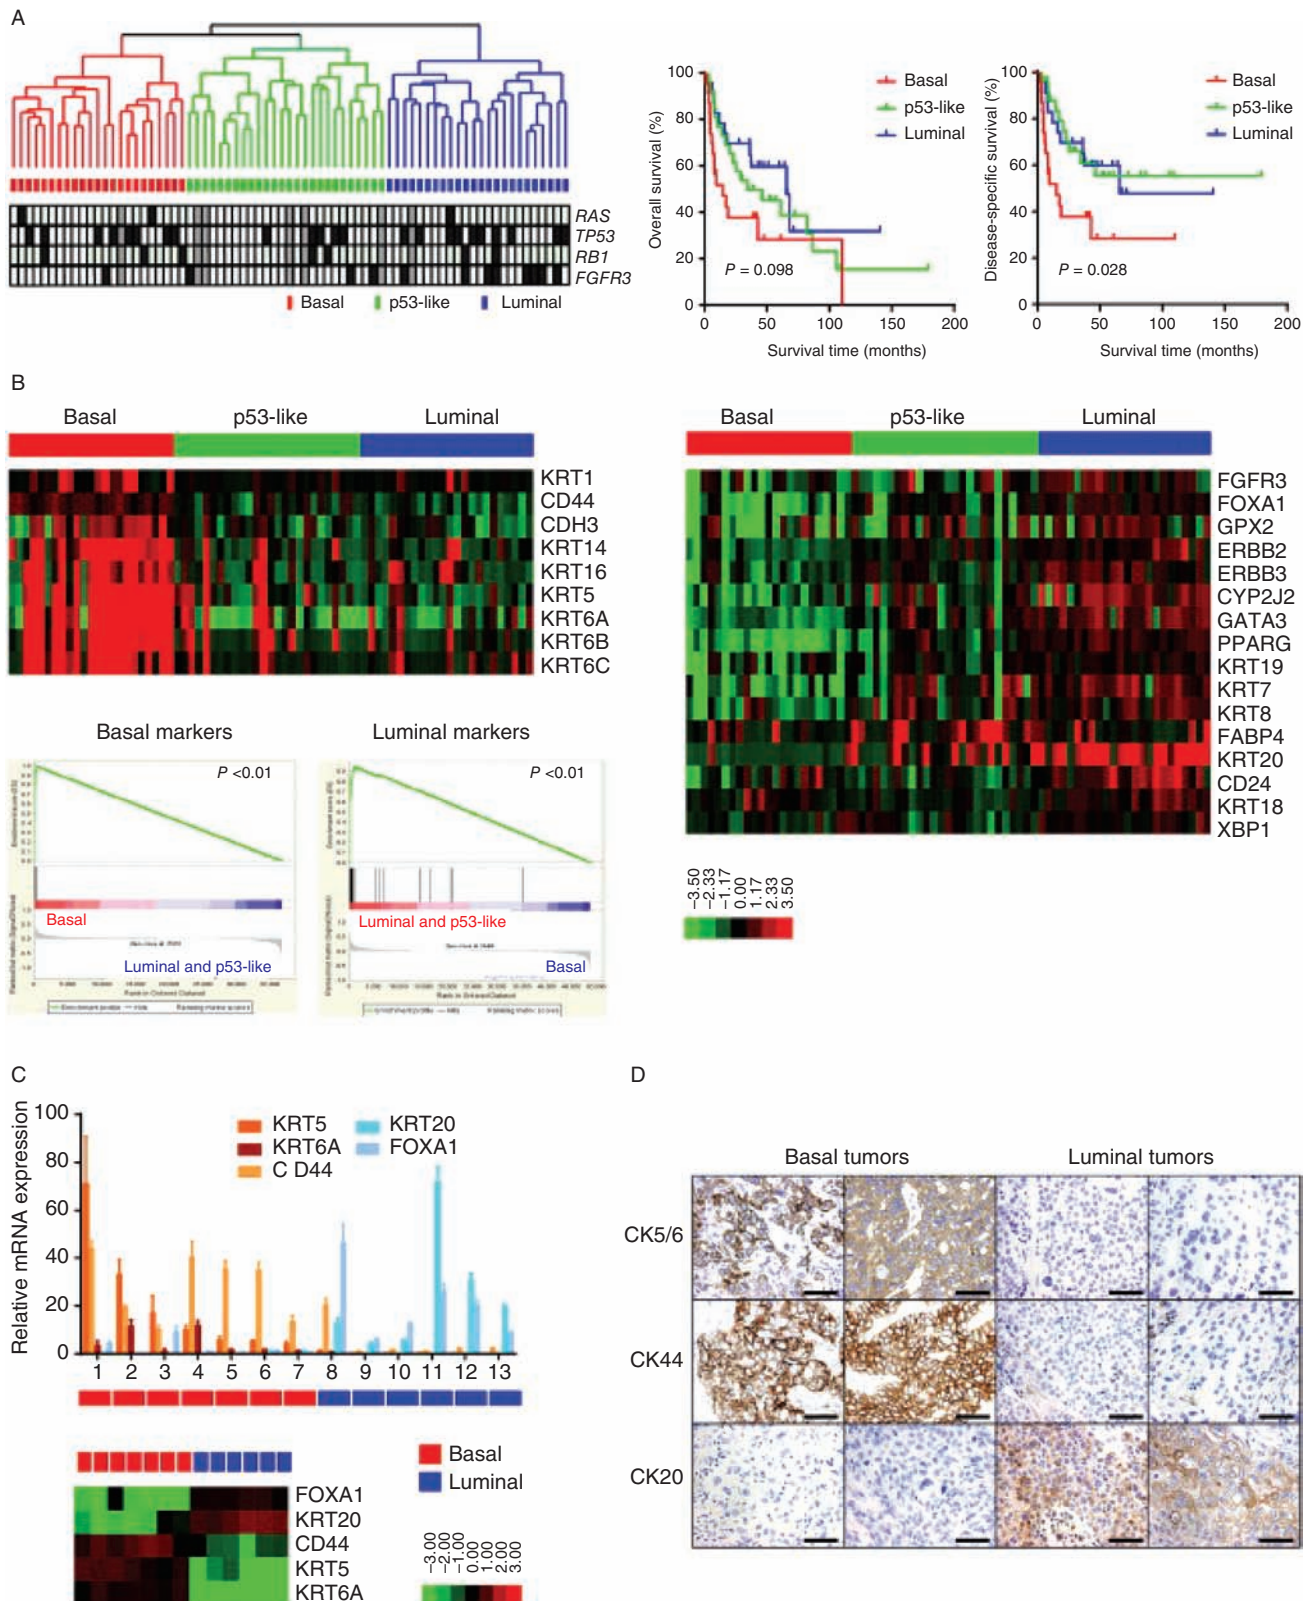 A
RAS
TP53
RB1
FGFR3
Basal p53-like Luminal
Overall survival (%)
100
80
60
40
20
0
Basal
p53-like
Luminal
P = 0.098
0 50 100 150 200
Survival time (months)
Disease-specific survival (%)
100
80
60
40
20
0
Basal
p53-like
Luminal
P = 0.028
0 50 100 150 200
Survival time (months)
B
Basal p53-like Luminal
KRT1
CD44
CDH3
KRT14
KRT16
KRT5
KRT6A
KRT6B
KRT6C
Basal p53-like Luminal
FGFR3
FOXA1
GPX2
ERBB2
ERBB3
CYP2J2
GATA3
PPARG
KRT19
KRT7
KRT8
FABP4
KRT20
CD24
KRT18
XBP1
−3.50
−2.33
−1.17
0.00
1.17
2.33
3.50
Basal markers
P <0.01
Basal
Luminal and p53-like
Rank in Ordered Dataset
Luminal markers
P <0.01
Luminal and p53-like
Basal
Rank in Ordered Dataset
C
Relative mRNA expression
100
80
60
40
20
0
KRT5
KRT6A
C D44
KRT20
FOXA1
1 2 3 4 5 6 7 8 9 10 11 12 13
Basal
Luminal
FOXA1
KRT20
CD44
KRT5
KRT6A
−3.00
−2.00
−1.00
0.00
1.00
2.00
3.00
D
Basal tumors Luminal tumors
CK5/6
CK44
CK20